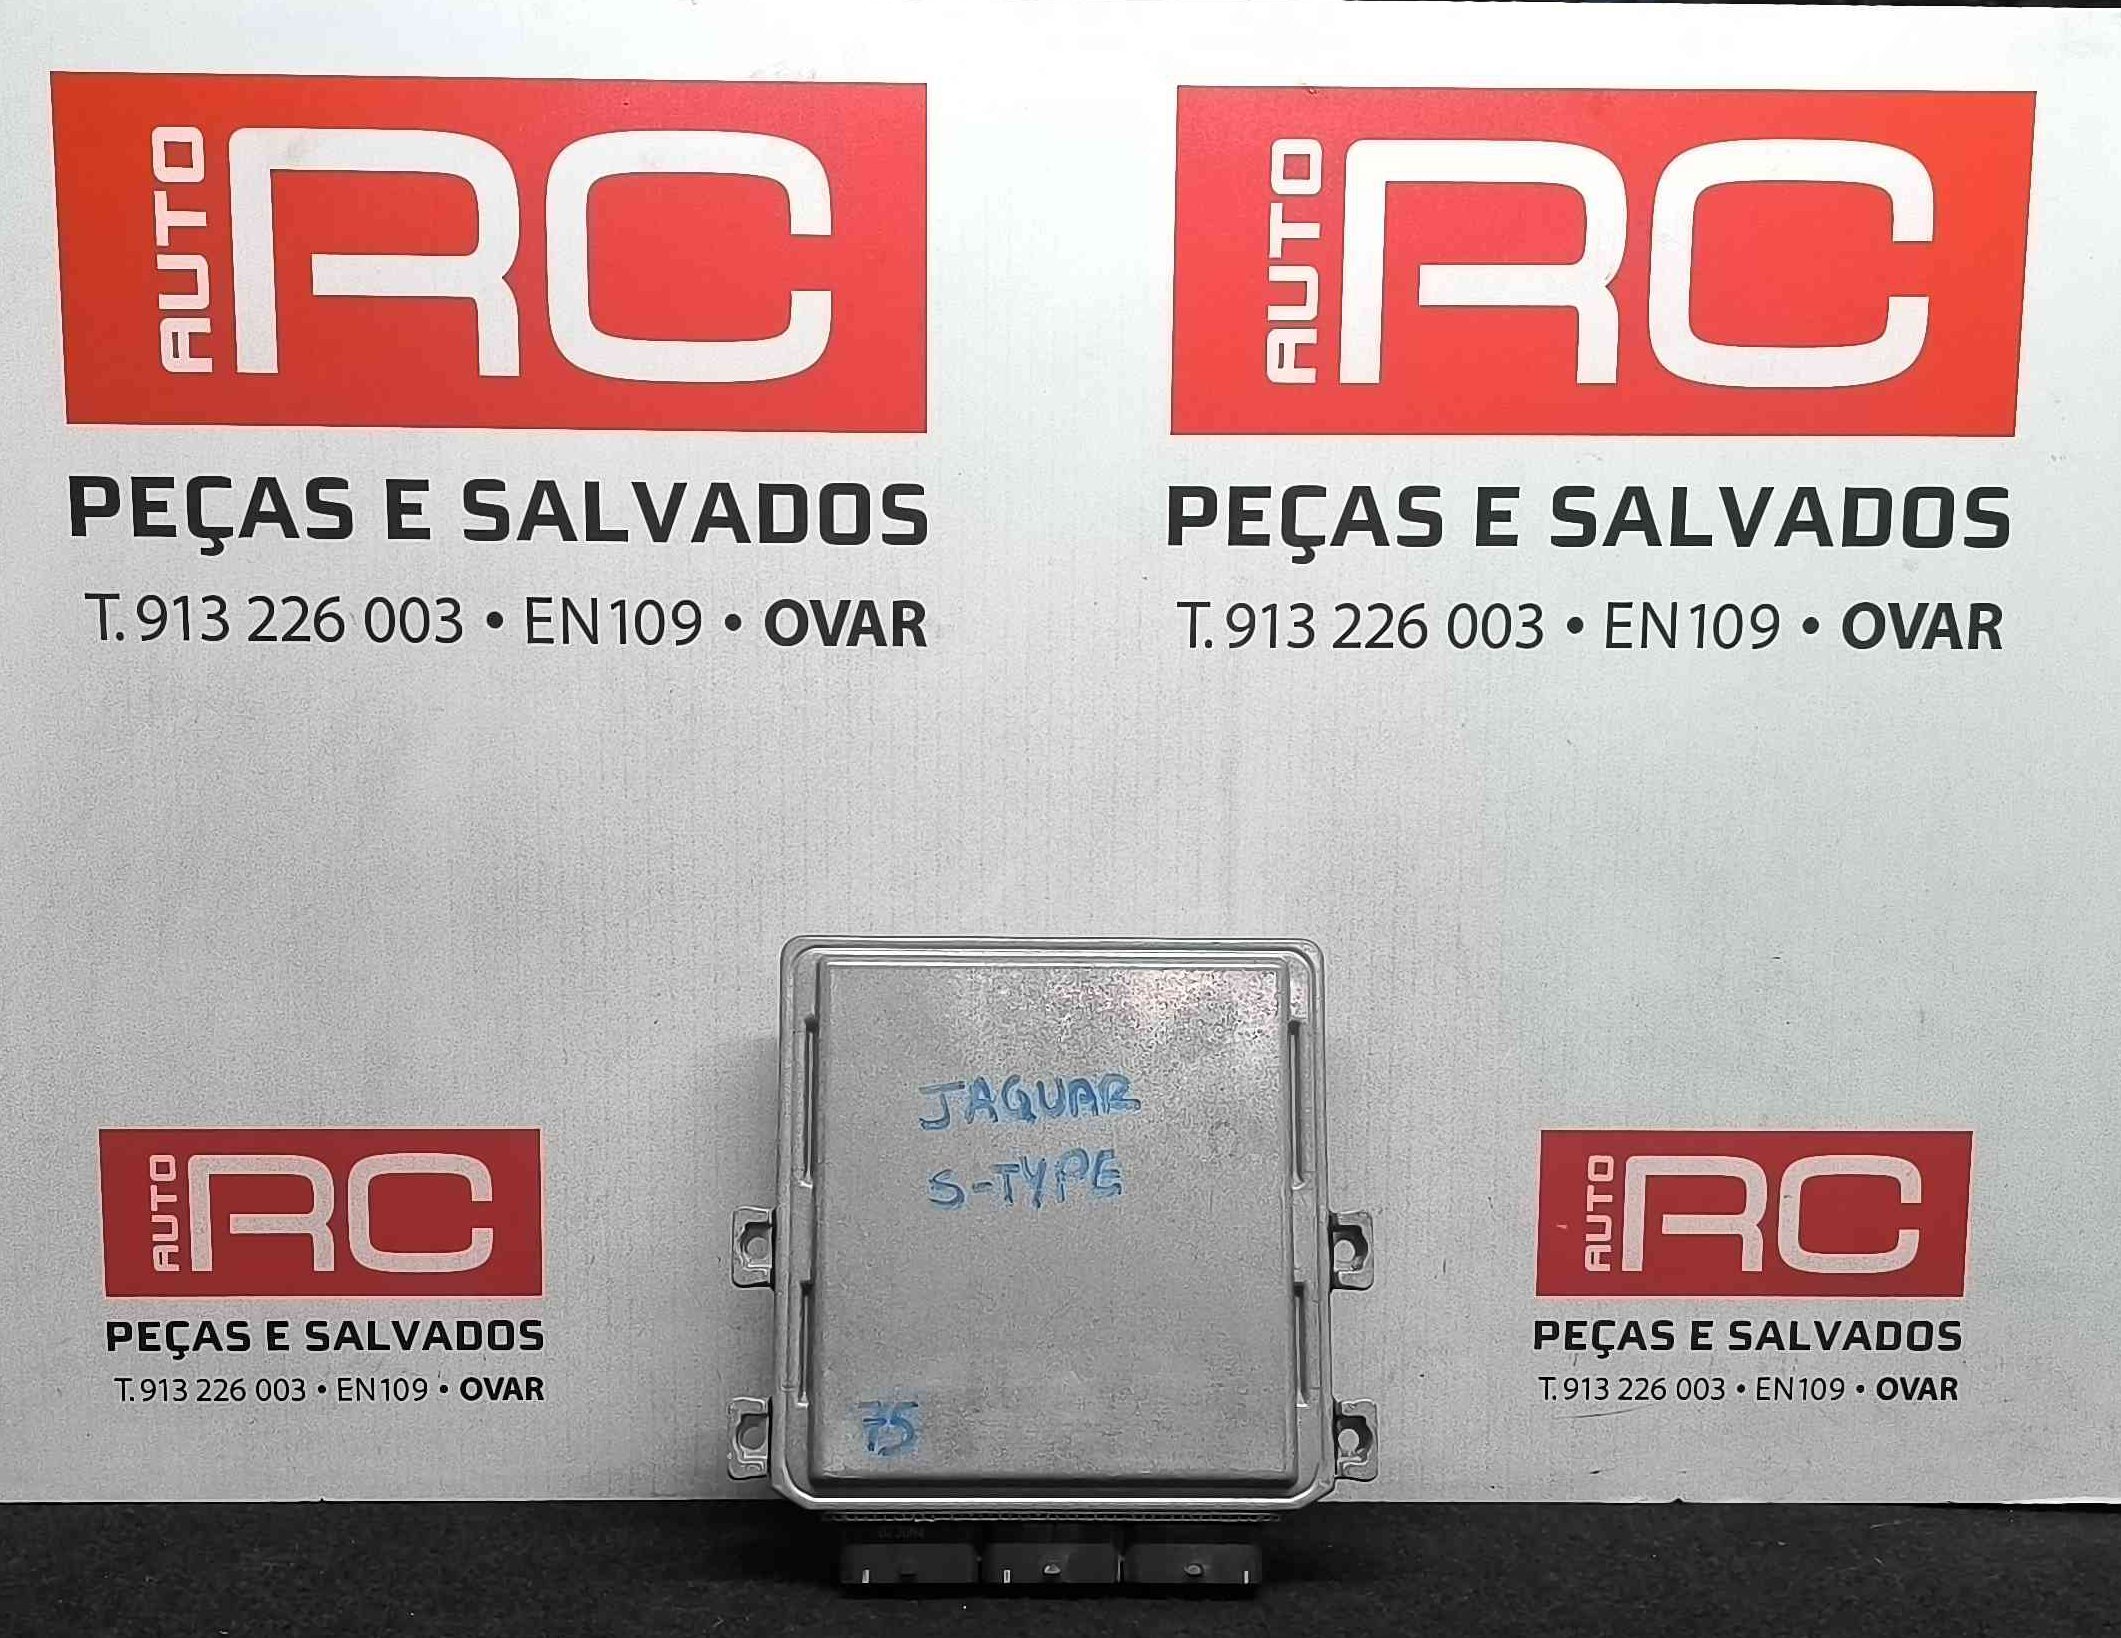 AUTO RC
PEÇAS E SALVADOS
T. 913 226 003 • EN109 • OVAR
AUTO RC
PEÇAS E SALVADOS
T. 913 226 003 • EN109 • OVAR
JAGUAR
S-TYPE
75
AUTO RC
PEÇAS E SALVADOS
T. 913 226 003 • EN109 • OVAR
AUTO RC
PEÇAS E SALVADOS
T. 913 226 003 • EN109 • OVAR